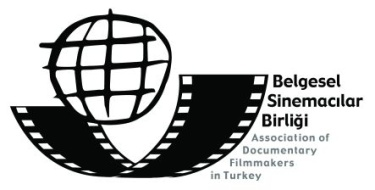 Belgesel
Sinemacılar
Birliği
Association of
Documentary
Filmmakers
in Turkey